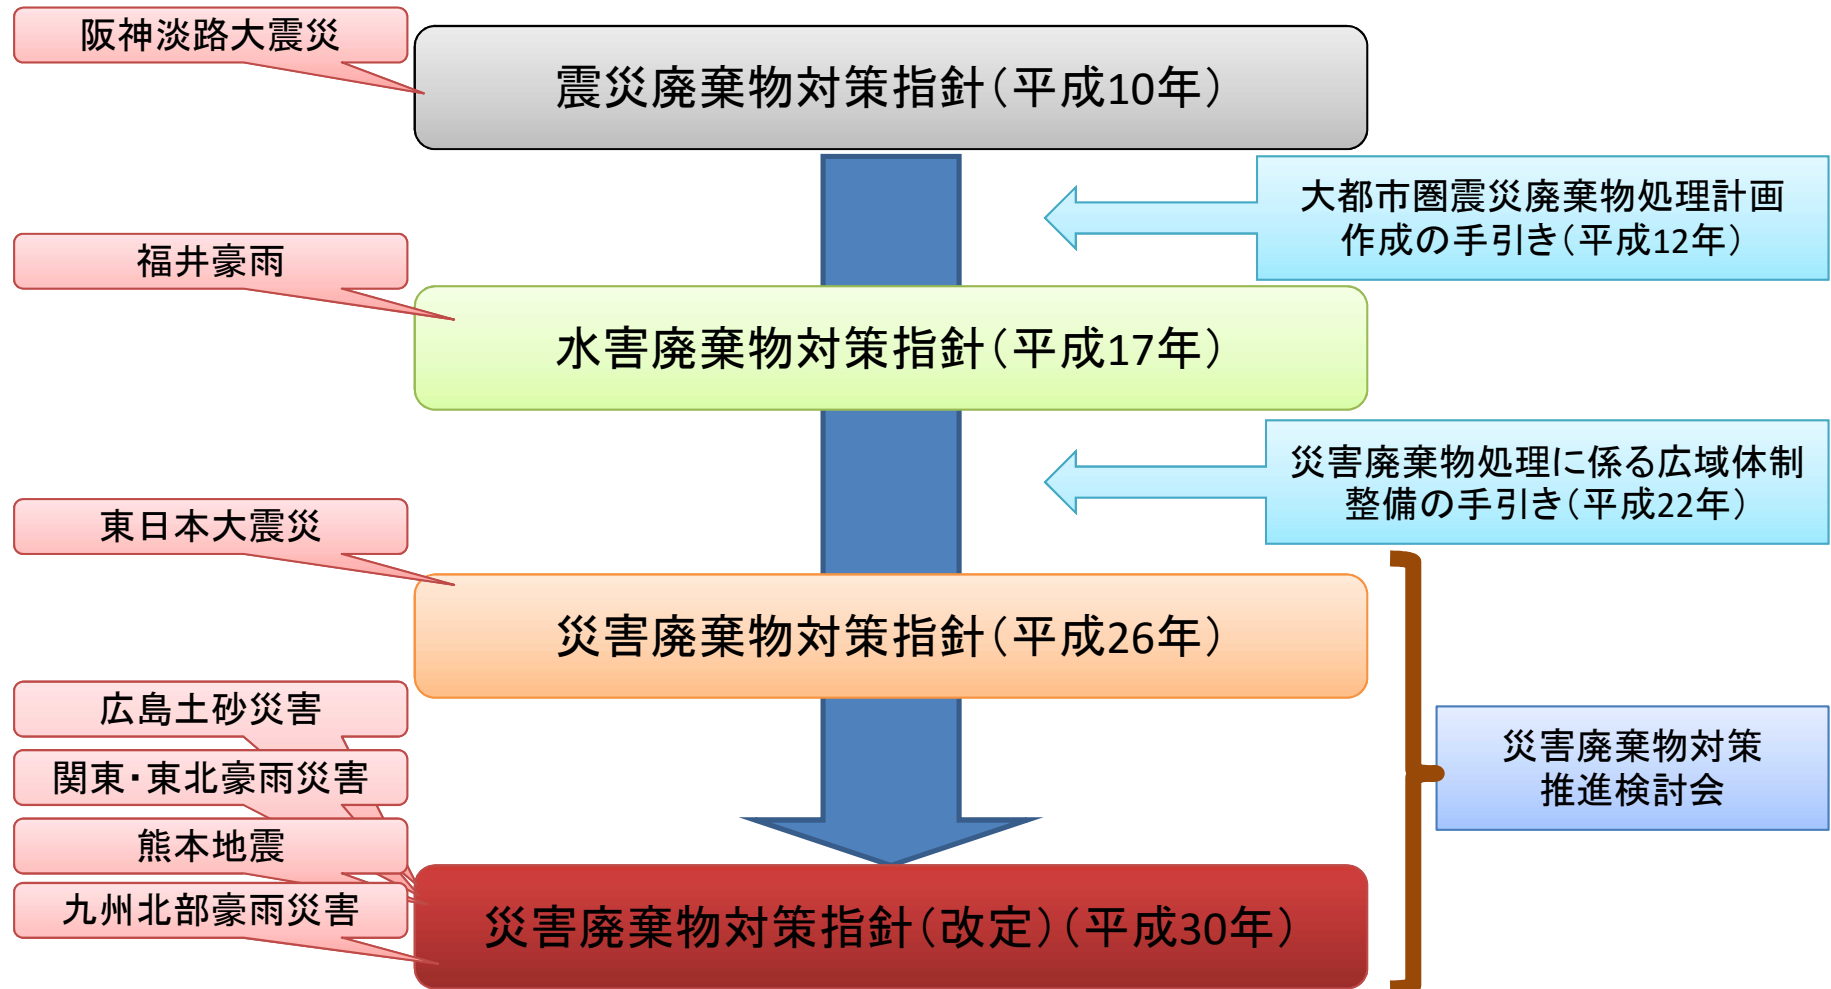 阪神淡路大震災
震災廃棄物対策指針（平成10年）
大都市圏震災廃棄物処理計画
作成の手引き（平成12年）
福井豪雨
水害廃棄物対策指針（平成17年）
災害廃棄物処理に係る広域体制
整備の手引き（平成22年）
東日本大震災
災害廃棄物対策指針（平成26年）
広島土砂災害
関東・東北豪雨災害
熊本地震
九州北部豪雨災害
災害廃棄物対策
推進検討会
災害廃棄物対策指針（改定）（平成30年）